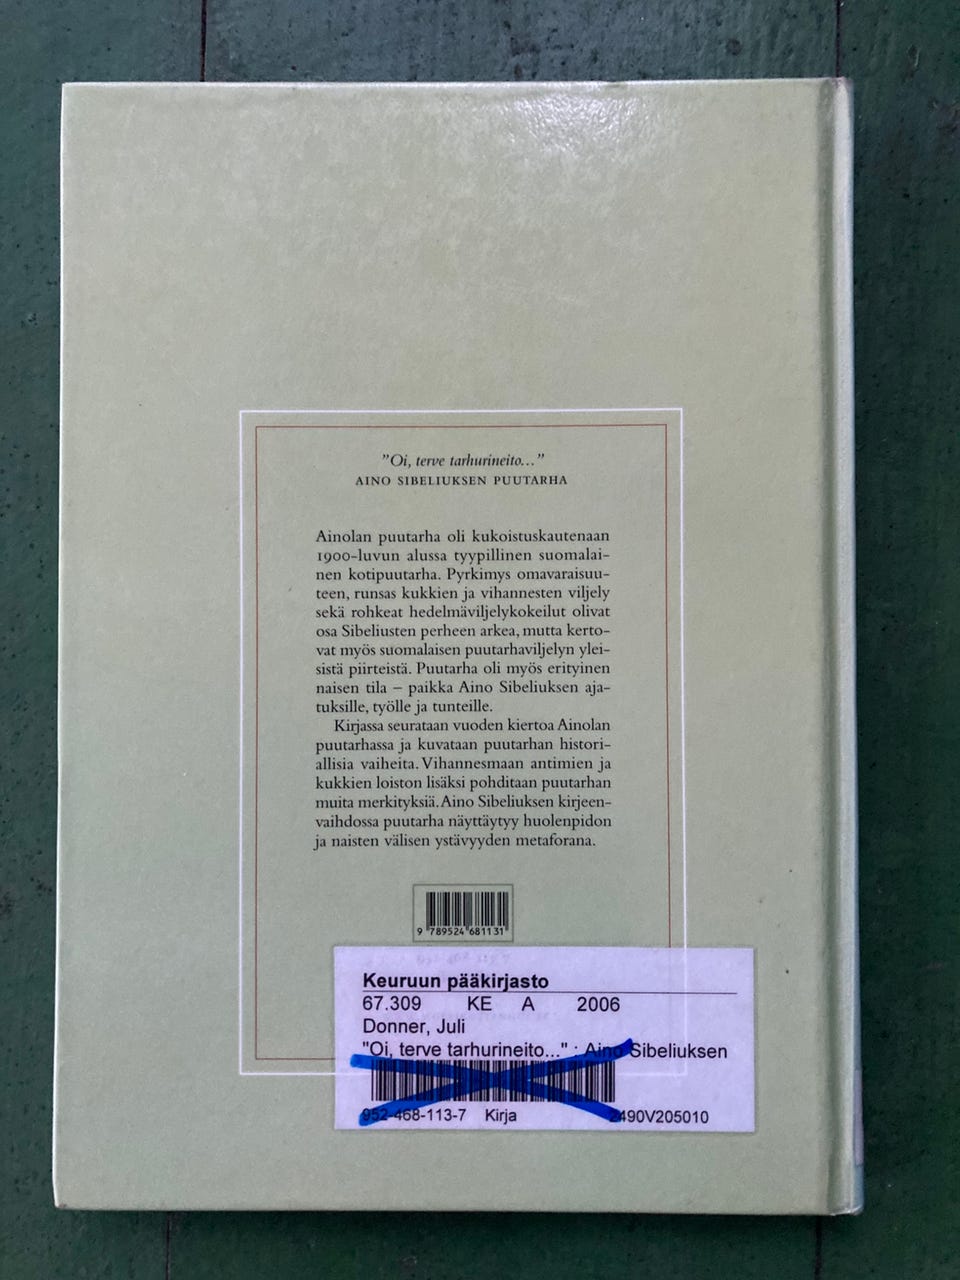 ”Oi, terve tarhurineito...”
AINO SIBELIUKSEN PUUTARHA
Ainolan puutarha oli kukoistuskautenaan
1900-luvun alussa tyypillinen suomalai-
nen kotipuutarha. Pyrkimys omavaraisuu-
teen, runsas kukkien ja vihannesten viljely
sekä rohkeat hedelmäviljelykokeilut olivat
osa Sibeliusten perheen arkea, mutta kerto-
vat myös suomalaisen puutarhaviljelyn ylei-
sistä piirteistä. Puutarha oli myös erityinen
naisen tila – paikka Aino Sibeliuksen aja-
tuksille, työlle ja tunteille.
Kirjassa seurataan vuoden kiertoa Ainolan
puutarhassa ja kuvataan puutarhan histori-
allisia vaiheita. Vihannesmaan antimien ja
kukkien loiston lisäksi pohditaan puutarhan
muita merkityksiä. Aino Sibeliuksen kirjeen-
vaihdossa puutarha näyttäytyy huolenpidon
ja naisten välisen ystävyyden metaforana.
9 789524 681131
Keuruun pääkirjasto
67.309 KE A 2006
Donner, Juli
"Oi, terve tarhurineito..." : Aino Sibeliuksen
952-468-113-7 Kirja 2490V205010